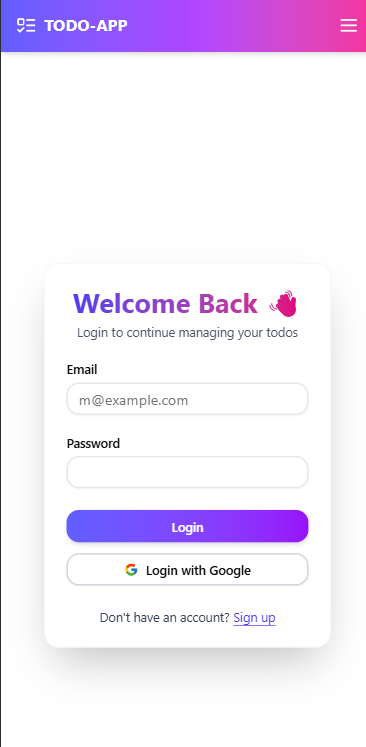 TODO-APP
Welcome Back 👋
Login to continue managing your todos
Email
m@example.com
Password
Login
Login with Google
Don't have an account? Sign up